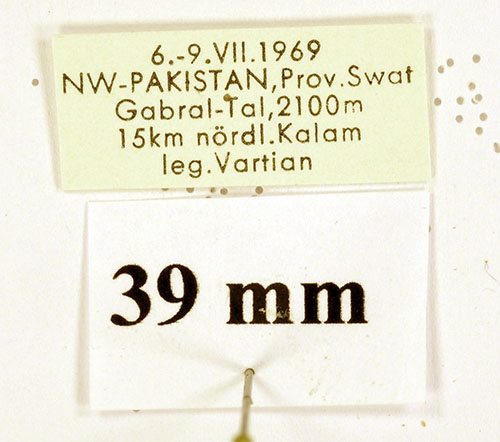 6.-9.VII.1969
NW-PAKISTAN,Prov.Swat
Gabral-Tal,2100m
15km nördl.Kalam
leg.Vartian
39 mm